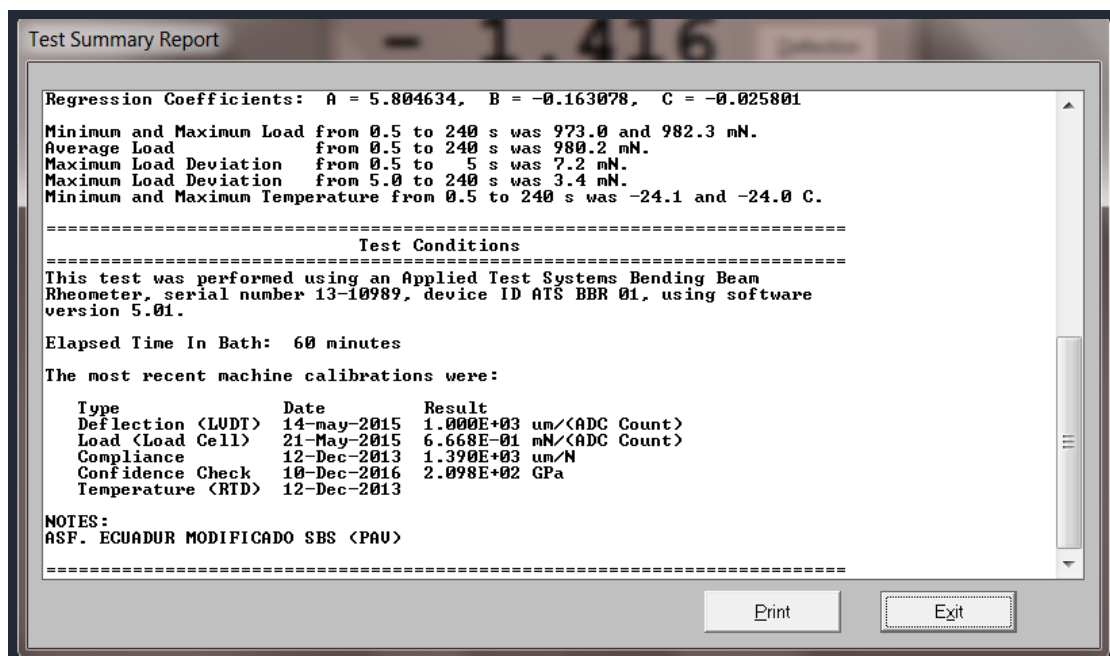 Test Summary Report
- 1.416
Deflection
Regression Coefficients: A = 5.804634, B = -0.163078, C = -0.025801
Minimum and Maximum Load from 0.5 to 240 s was 973.0 and 982.3 mN.
Average Load from 0.5 to 240 s was 980.2 mN.
Maximum Load Deviation from 0.5 to 5 s was 7.2 mN.
Maximum Load Deviation from 5.0 to 240 s was 3.4 mN.
Minimum and Maximum Temperature from 0.5 to 240 s was -24.1 and -24.0 C.
==========================================================================
Test Conditions
==========================================================================
This test was performed using an Applied Test Systems Bending Beam
Rheometer, serial number 13-10989, device ID ATS BBR 01, using software
version 5.01.
Elapsed Time In Bath: 60 minutes
The most recent machine calibrations were:
Type Date Result
Deflection (LVDT) 14-may-2015 1.000E+03 um/(ADC Count)
Load (Load Cell) 21-May-2015 6.668E-01 mN/(ADC Count)
Compliance 12-Dec-2013 1.390E+03 um/N
Confidence Check 10-Dec-2016 2.098E+02 GPa
Temperature (RTD) 12-Dec-2013
NOTES:
ASF. ECUADUR MODIFICADO SBS (PAV)
==========================================================================
Print
Exit